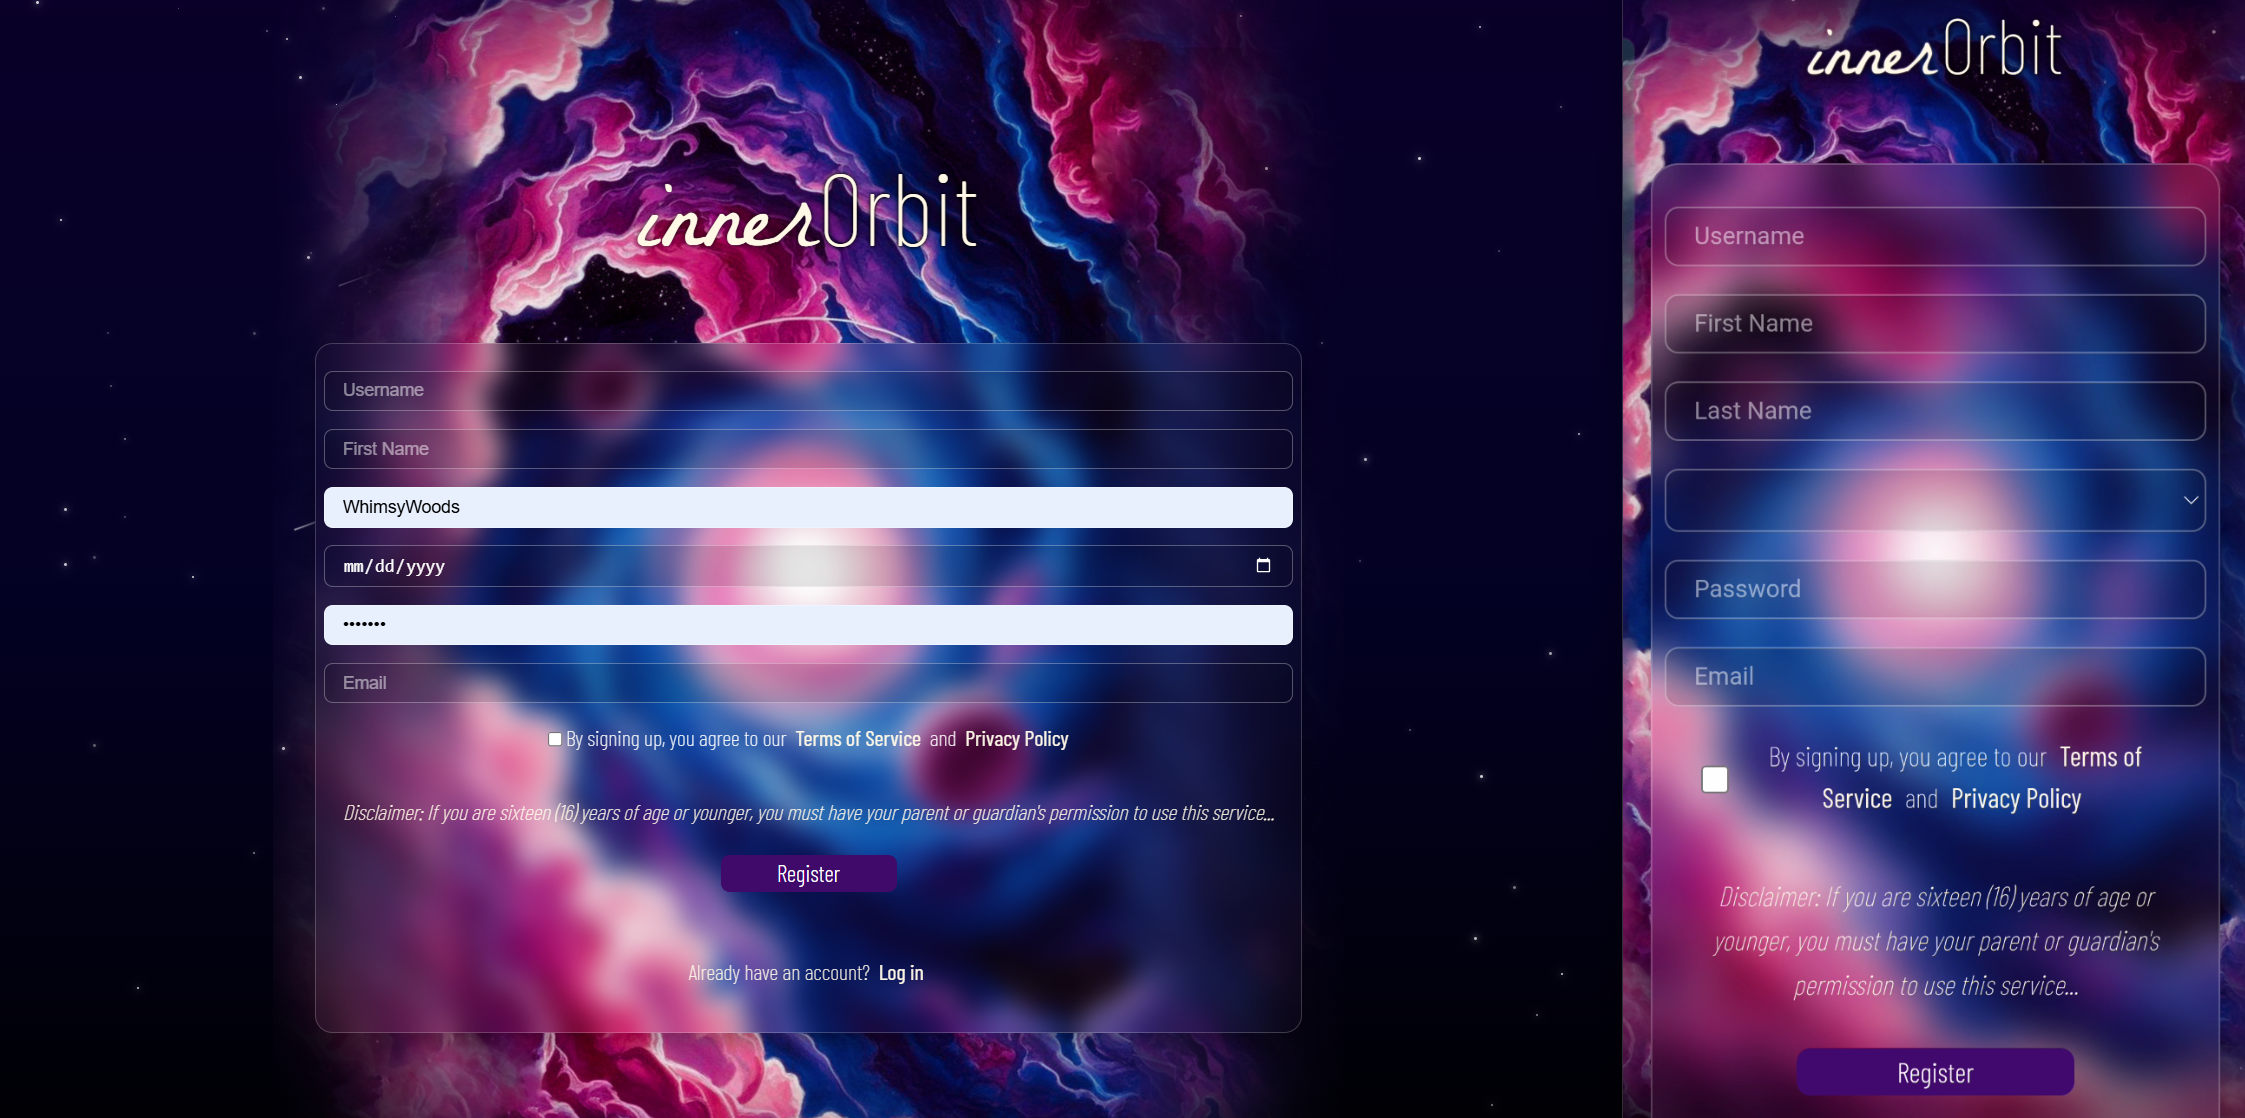 innerOrbit
Username
First Name
WhimsyWoods
mm/dd/yyyy
•••••••
Email
By signing up, you agree to our Terms of Service and Privacy Policy
Disclaimer: If you are sixteen (16) years of age or younger, you must have your parent or guardian's permission to use this service...
Register
Already have an account? Log in
innerOrbit
Username
First Name
Last Name
Password
Email
By signing up, you agree to our Terms of
Service and Privacy Policy
Disclaimer: If you are sixteen (16) years of age or
younger, you must have your parent or guardian's
permission to use this service...
Register